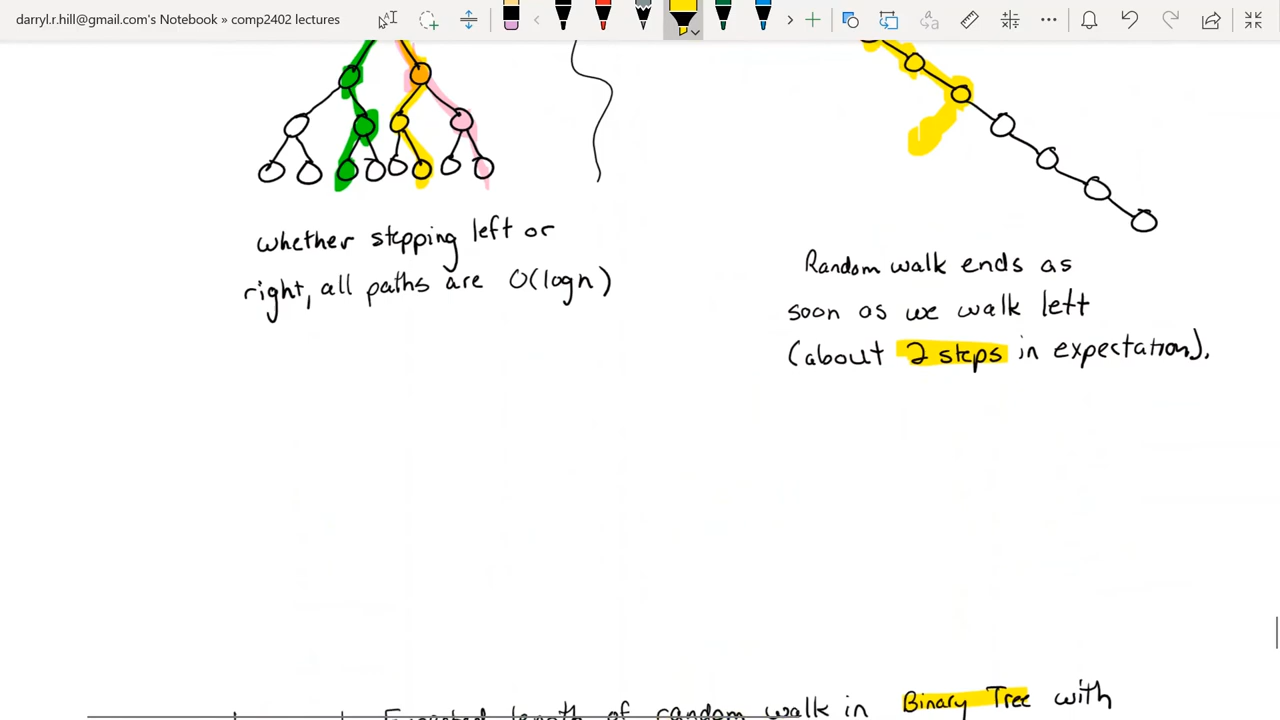 darryl.r.hill@gmail.com's Notebook » comp2402 lectures
whether stepping left or
right, all paths are O(logn)
Random walk ends as
soon as we walk left
(about 2 steps in expectation).
Expected length of random walk in Binary Tree with